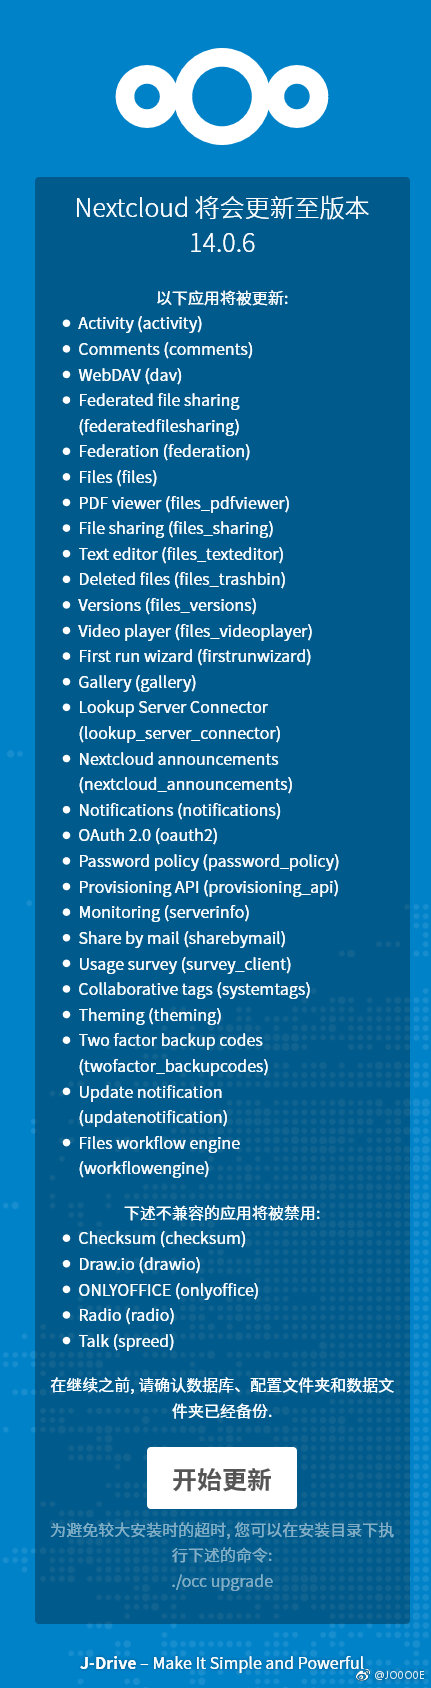 Nextcloud 将会更新至版本
14.0.6
以下应用将被更新:
Activity (activity)
Comments (comments)
WebDAV (dav)
Federated file sharing
(federatedfilesharing)
Federation (federation)
Files (files)
PDF viewer (files_pdfviewer)
File sharing (files_sharing)
Text editor (files_texteditor)
Deleted files (files_trashbin)
Versions (files_versions)
Video player (files_videoplayer)
First run wizard (firstrunwizard)
Gallery (gallery)
Lookup Server Connector
(lookup_server_connector)
Nextcloud announcements
(nextcloud_announcements)
Notifications (notifications)
OAuth 2.0 (oauth2)
Password policy (password_policy)
Provisioning API (provisioning_api)
Monitoring (serverinfo)
Share by mail (sharebymail)
Usage survey (survey_client)
Collaborative tags (systemtags)
Theming (theming)
Two factor backup codes
(twofactor_backupcodes)
Update notification
(updatenotification)
Files workflow engine
(workflowengine)
下述不兼容的应用将被禁用:
Checksum (checksum)
Draw.io (drawio)
ONLYOFFICE (onlyoffice)
Radio (radio)
Talk (spreed)
在继续之前, 请确认数据库、配置文件夹和数据文
件夹已经备份.
开始更新
为避免较大安装时的超时, 您可以在安装目录下执
行下述的命令:
./occ upgrade
J-Drive – Make It Simple and Powerful
@JO0O0E